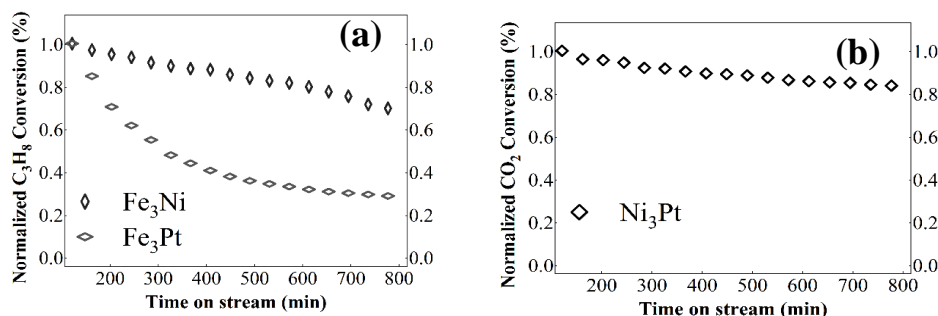 (a)
Normalized C₃H₈ Conversion (%)
1.0
0.8
0.6
0.4
0.2
0.0
1.0
0.8
0.6
0.4
0.2
0.0
Fe₃Ni
Fe₃Pt
200 300 400 500 600 700 800
Time on stream (min)
(b)
Normalized CO₂ Conversion (%)
1.0
0.8
0.6
0.4
0.2
0.0
1.0
0.8
0.6
0.4
0.2
0.0
Ni₃Pt
200 300 400 500 600 700 800
Time on stream (min)